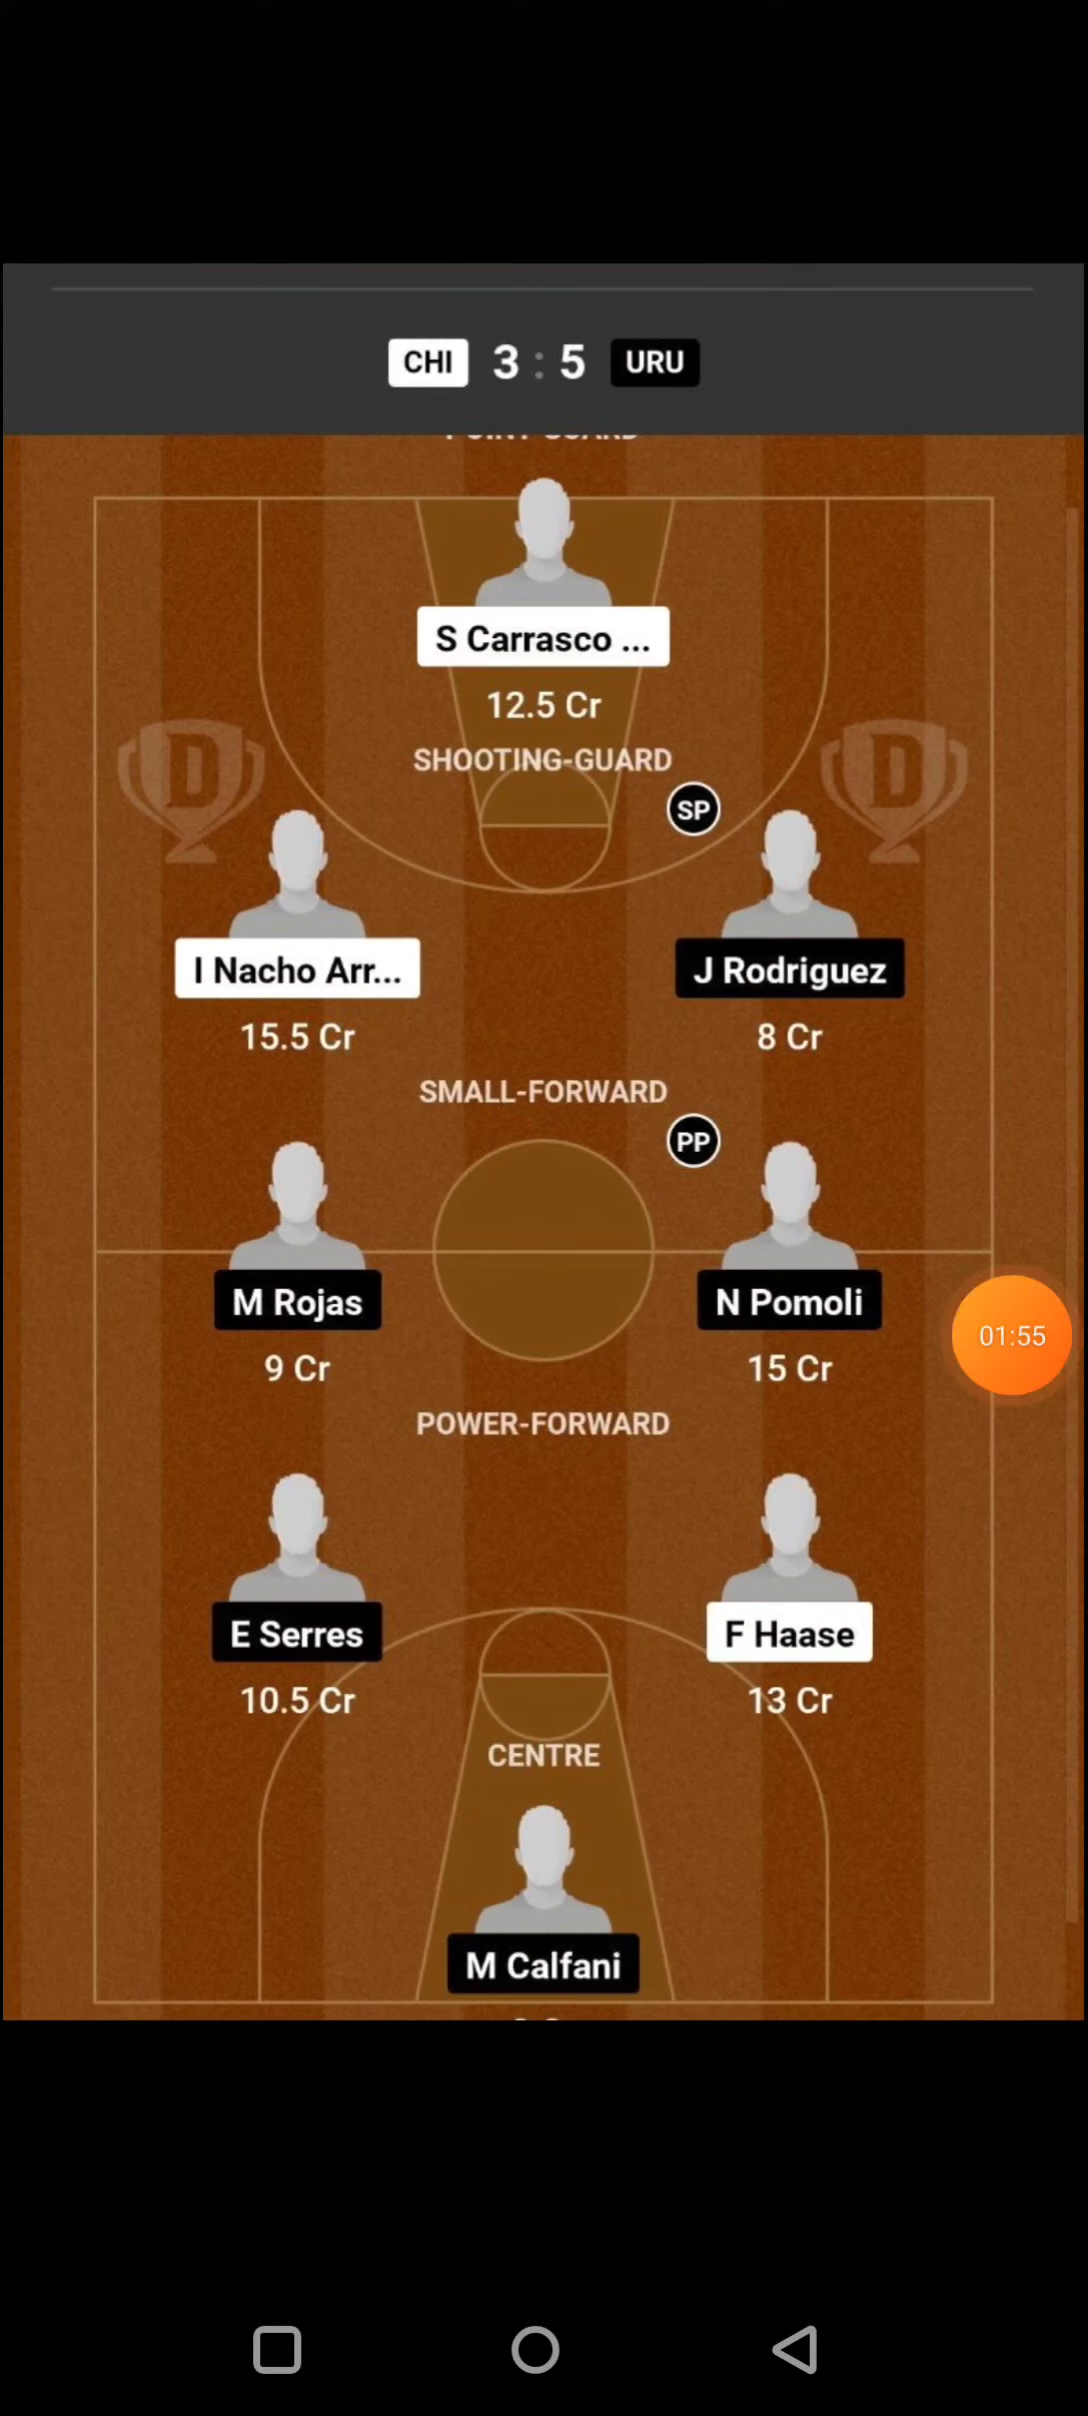 CHI 3 : 5 URU
POINT-GUARD
S Carrasco ...
12.5 Cr
SHOOTING-GUARD
SP
I Nacho Arr...
J Rodriguez
15.5 Cr
8 Cr
SMALL-FORWARD
PP
M Rojas
N Pomoli
9 Cr
15 Cr
01:55
POWER-FORWARD
E Serres
F Haase
10.5 Cr
13 Cr
CENTRE
M Calfani